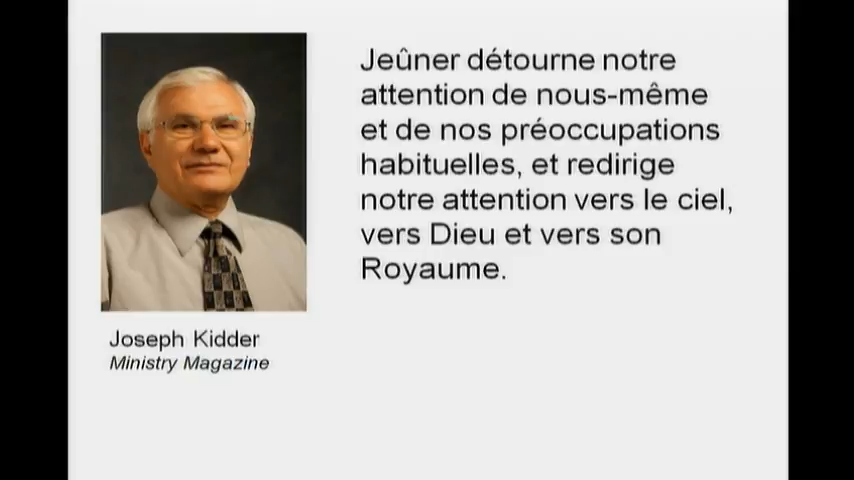 Jeûner détourne notre
attention de nous-même
et de nos préoccupations
habituelles, et redirige
notre attention vers le ciel,
vers Dieu et vers son
Royaume.
Joseph Kidder
Ministry Magazine